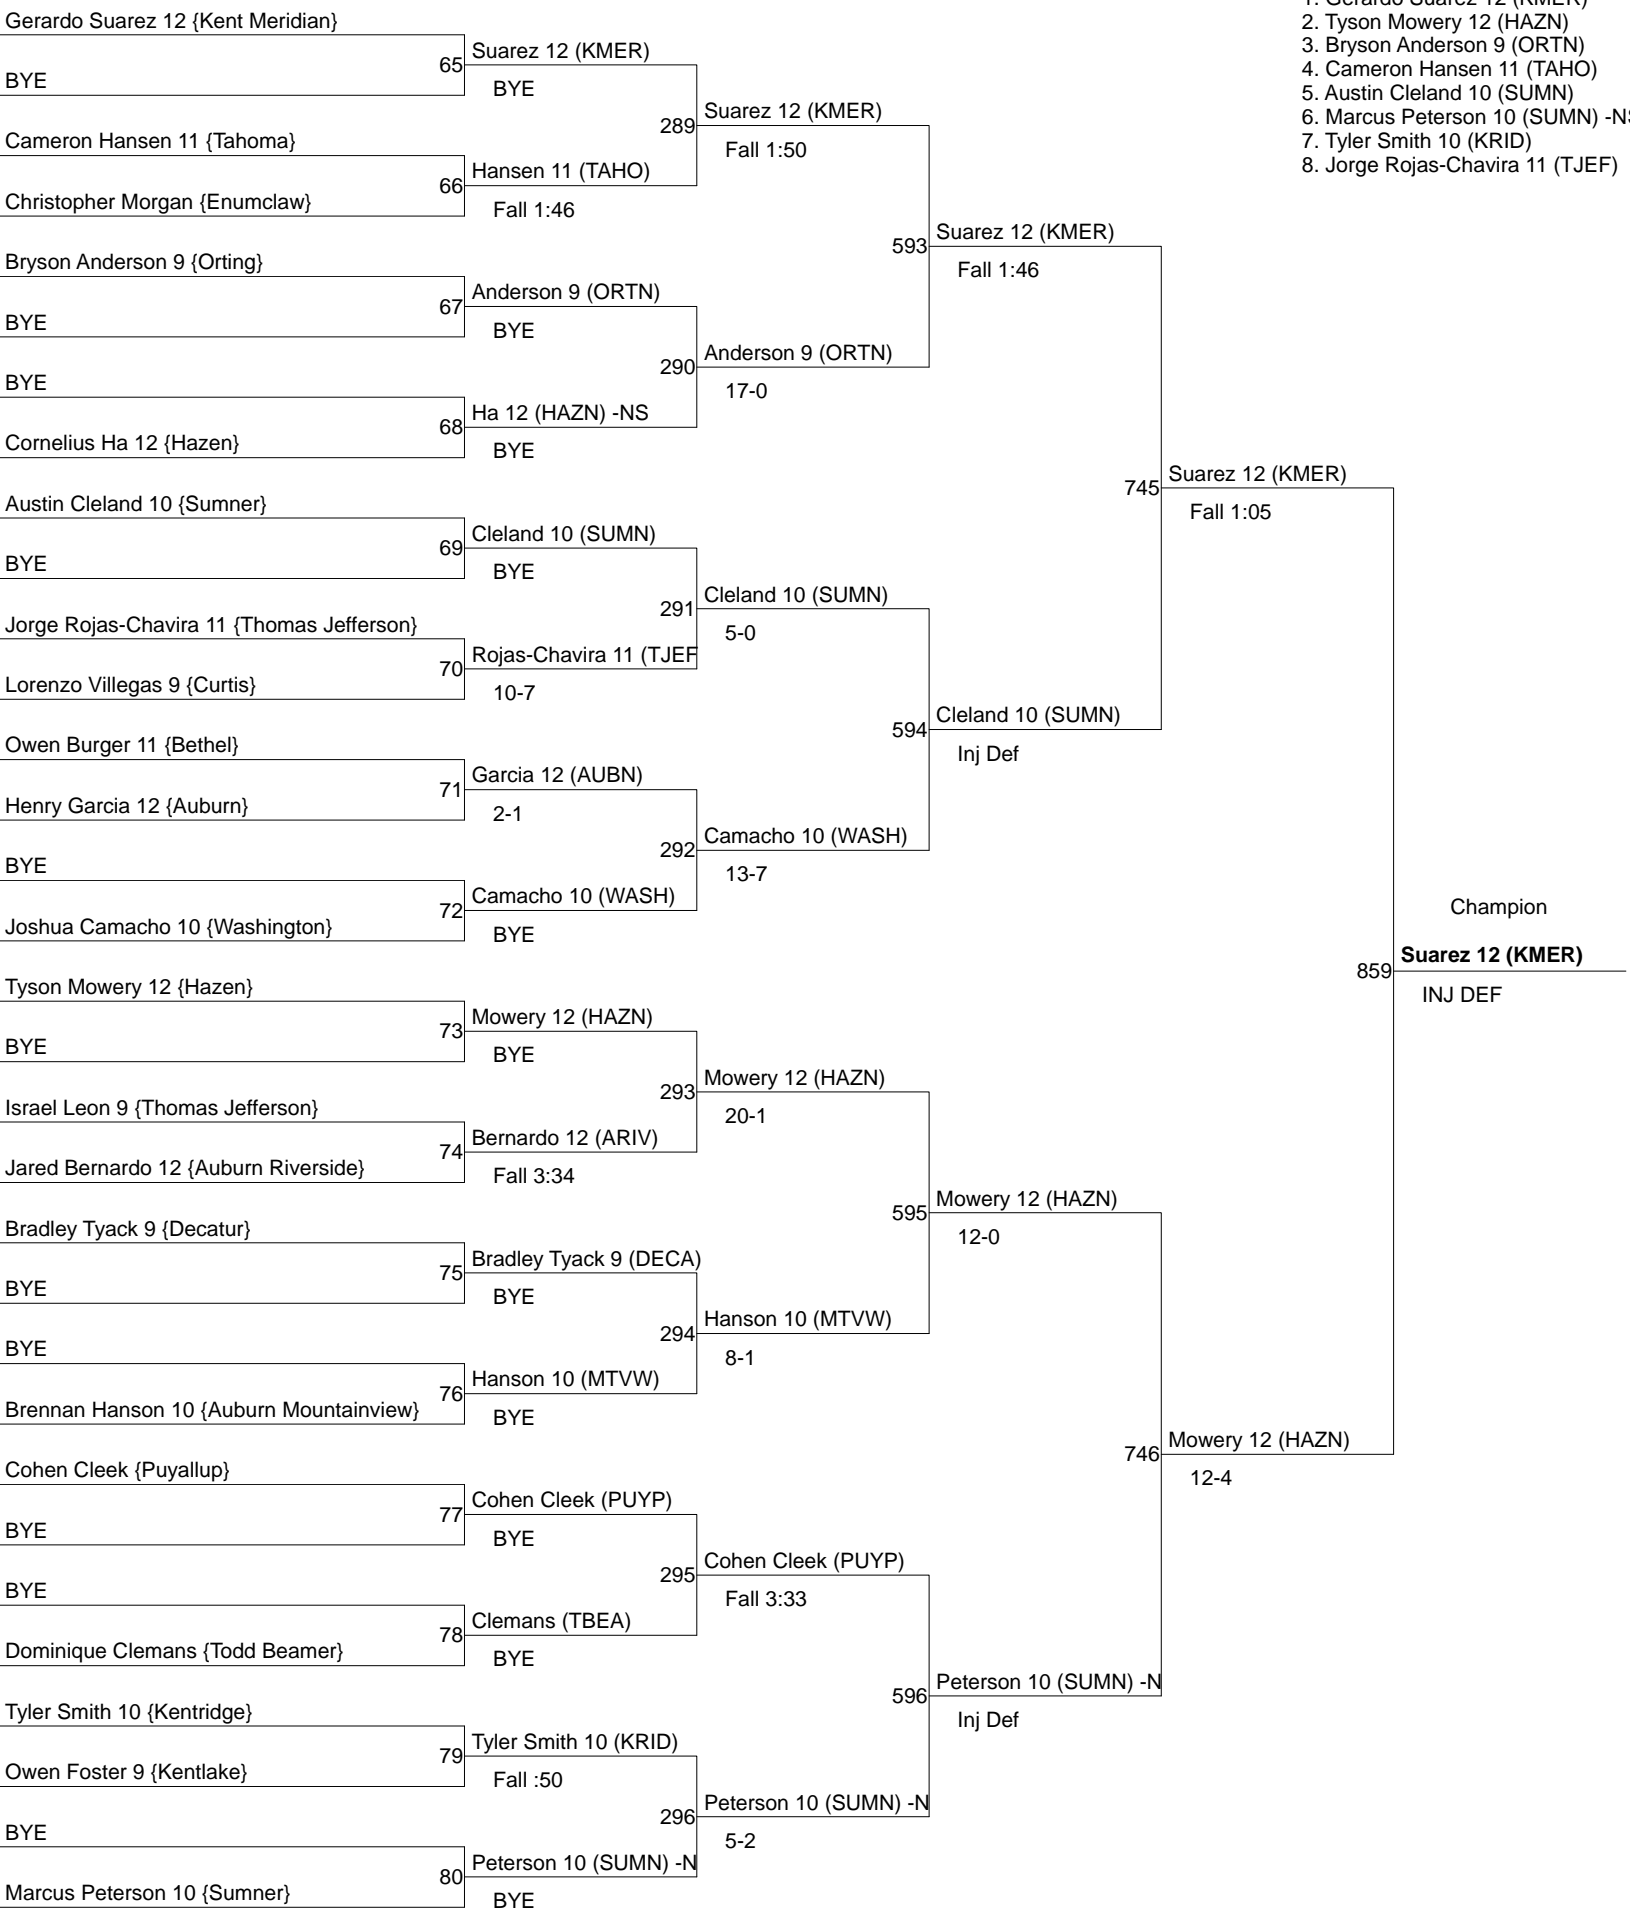 Gerardo Suarez 12 {Kent Meridian}
BYE
Cameron Hansen 11 {Tahoma}
Christopher Morgan {Enumclaw}
Bryson Anderson 9 {Orting}
BYE
BYE
Cornelius Ha 12 {Hazen}
Austin Cleland 10 {Sumner}
BYE
Jorge Rojas-Chavira 11 {Thomas Jefferson}
Lorenzo Villegas 9 {Curtis}
Owen Burger 11 {Bethel}
Henry Garcia 12 {Auburn}
BYE
Joshua Camacho 10 {Washington}
Tyson Mowery 12 {Hazen}
BYE
Israel Leon 9 {Thomas Jefferson}
Jared Bernardo 12 {Auburn Riverside}
Bradley Tyack 9 {Decatur}
BYE
BYE
Brennan Hanson 10 {Auburn Mountainview}
Cohen Cleek {Puyallup}
BYE
BYE
Dominique Clemans {Todd Beamer}
Tyler Smith 10 {Kentridge}
Owen Foster 9 {Kentlake}
BYE
Marcus Peterson 10 {Sumner}
65
Suarez 12 (KMER)
BYE
66
Hansen 11 (TAHO)
Fall 1:46
67
Anderson 9 (ORTN)
BYE
68
Ha 12 (HAZN) -NS
BYE
69
Cleland 10 (SUMN)
BYE
70
Rojas-Chavira 11 (TJEF
10-7
71
Garcia 12 (AUBN)
2-1
72
Camacho 10 (WASH)
BYE
73
Mowery 12 (HAZN)
BYE
74
Bernardo 12 (ARIV)
Fall 3:34
75
Bradley Tyack 9 (DECA)
BYE
76
Hanson 10 (MTVW)
BYE
77
Cohen Cleek (PUYP)
BYE
78
Clemans (TBEA)
BYE
79
Tyler Smith 10 (KRID)
Fall :50
80
Peterson 10 (SUMN) -N
BYE
289
Suarez 12 (KMER)
Fall 1:50
290
Anderson 9 (ORTN)
17-0
291
Cleland 10 (SUMN)
5-0
292
Camacho 10 (WASH)
13-7
293
Mowery 12 (HAZN)
20-1
294
Hanson 10 (MTVW)
8-1
295
Cohen Cleek (PUYP)
Fall 3:33
296
Peterson 10 (SUMN) -N
5-2
593
Suarez 12 (KMER)
Fall 1:46
594
Cleland 10 (SUMN)
Inj Def
595
Mowery 12 (HAZN)
12-0
596
Peterson 10 (SUMN) -N
Inj Def
745
Suarez 12 (KMER)
Fall 1:05
746
Mowery 12 (HAZN)
12-4
859
Champion
Suarez 12 (KMER)
INJ DEF
1. Gerardo Suarez 12 (KMER)
2. Tyson Mowery 12 (HAZN)
3. Bryson Anderson 9 (ORTN)
4. Cameron Hansen 11 (TAHO)
5. Austin Cleland 10 (SUMN)
6. Marcus Peterson 10 (SUMN) -NS
7. Tyler Smith 10 (KRID)
8. Jorge Rojas-Chavira 11 (TJEF)